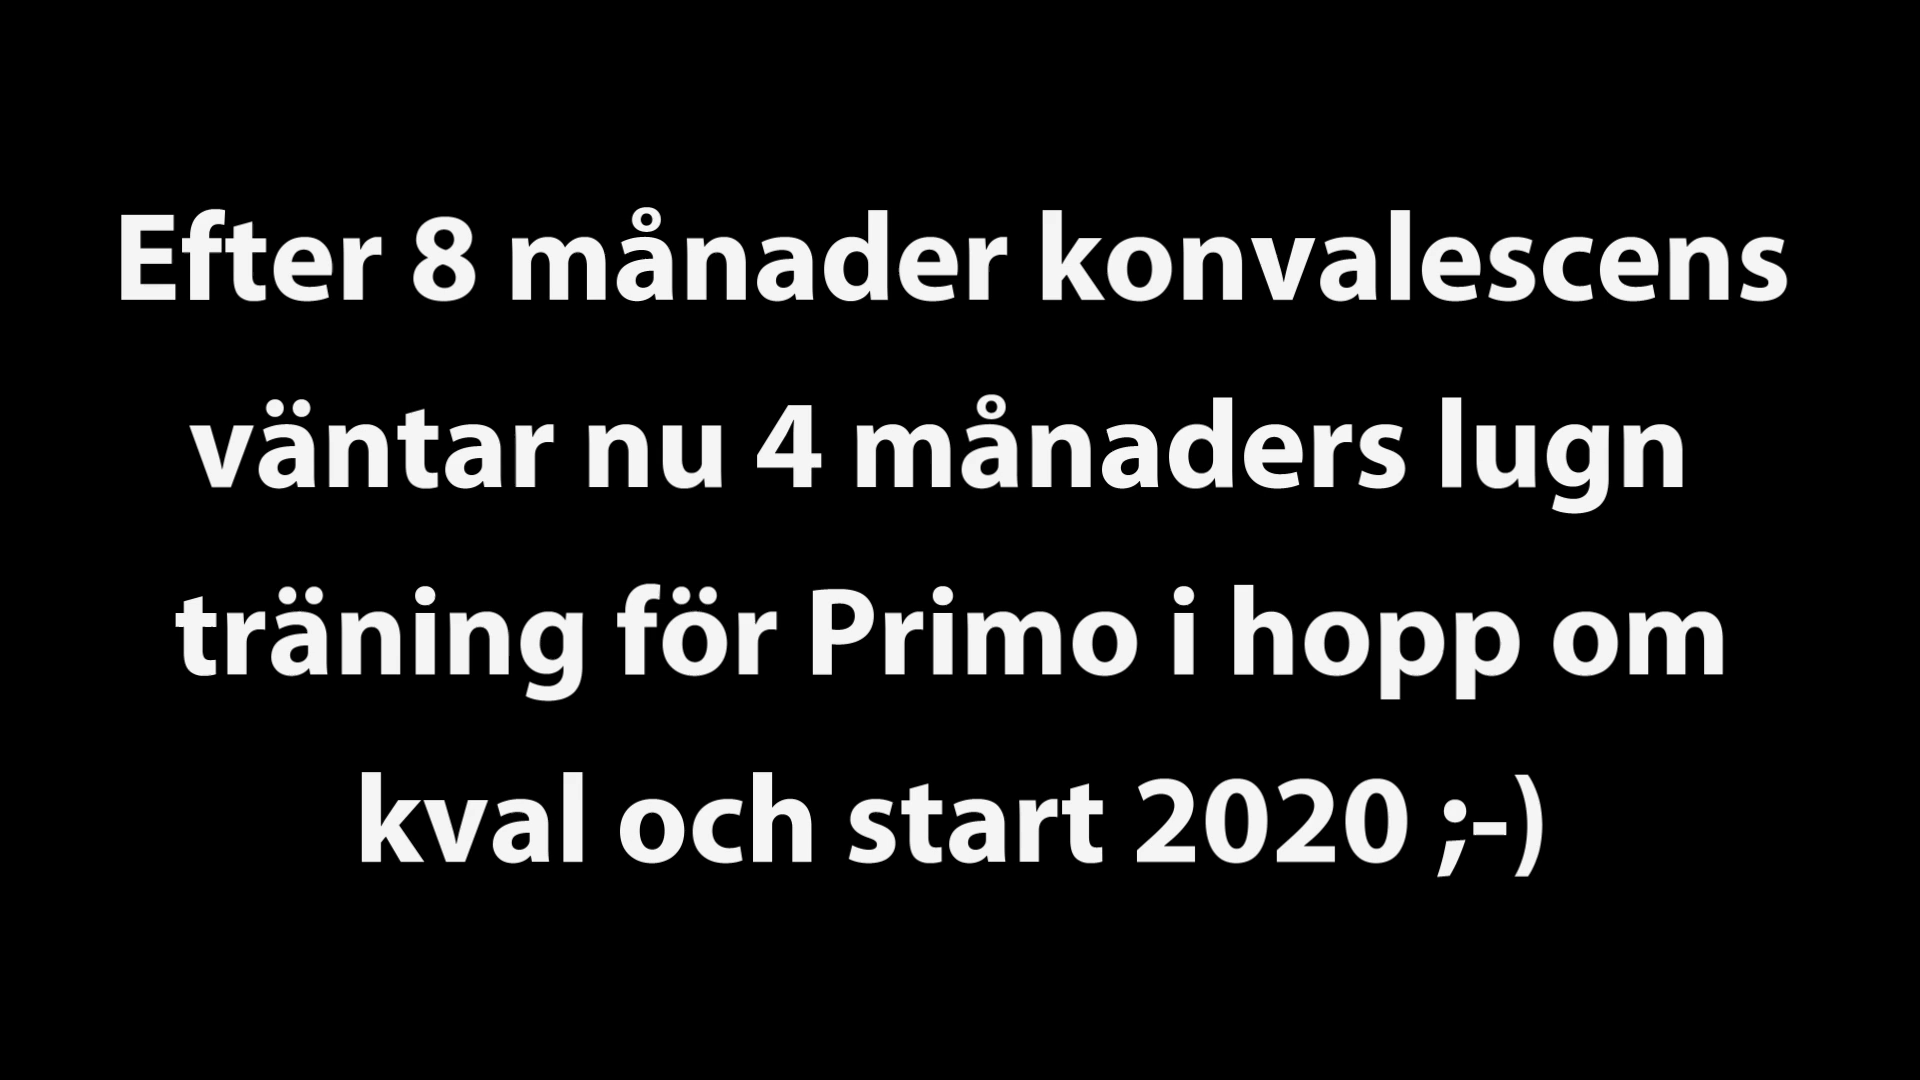 Efter 8 månader konvalescens
väntar nu 4 månaders lugn
träning för Primo i hopp om
kval och start 2020 ;-)